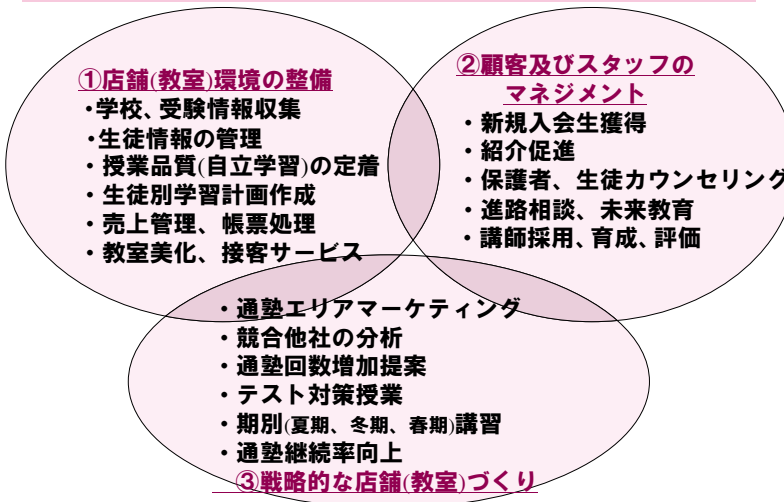 ①店舗(教室)環境の整備
・学校、受験情報収集
・生徒情報の管理
・授業品質(自立学習)の定着
・生徒別学習計画作成
・売上管理、帳票処理
・教室美化、接客サービス
②顧客及びスタッフの
マネジメント
・新規入会生獲得
・紹介促進
・保護者、生徒カウンセリング
・進路相談、未来教育
・講師採用、育成、評価
・通塾エリアマーケティング
・競合他社の分析
・通塾回数増加提案
・テスト対策授業
・期別(夏期、冬期、春期)講習
・通塾継続率向上
③戦略的な店舗(教室)づくり